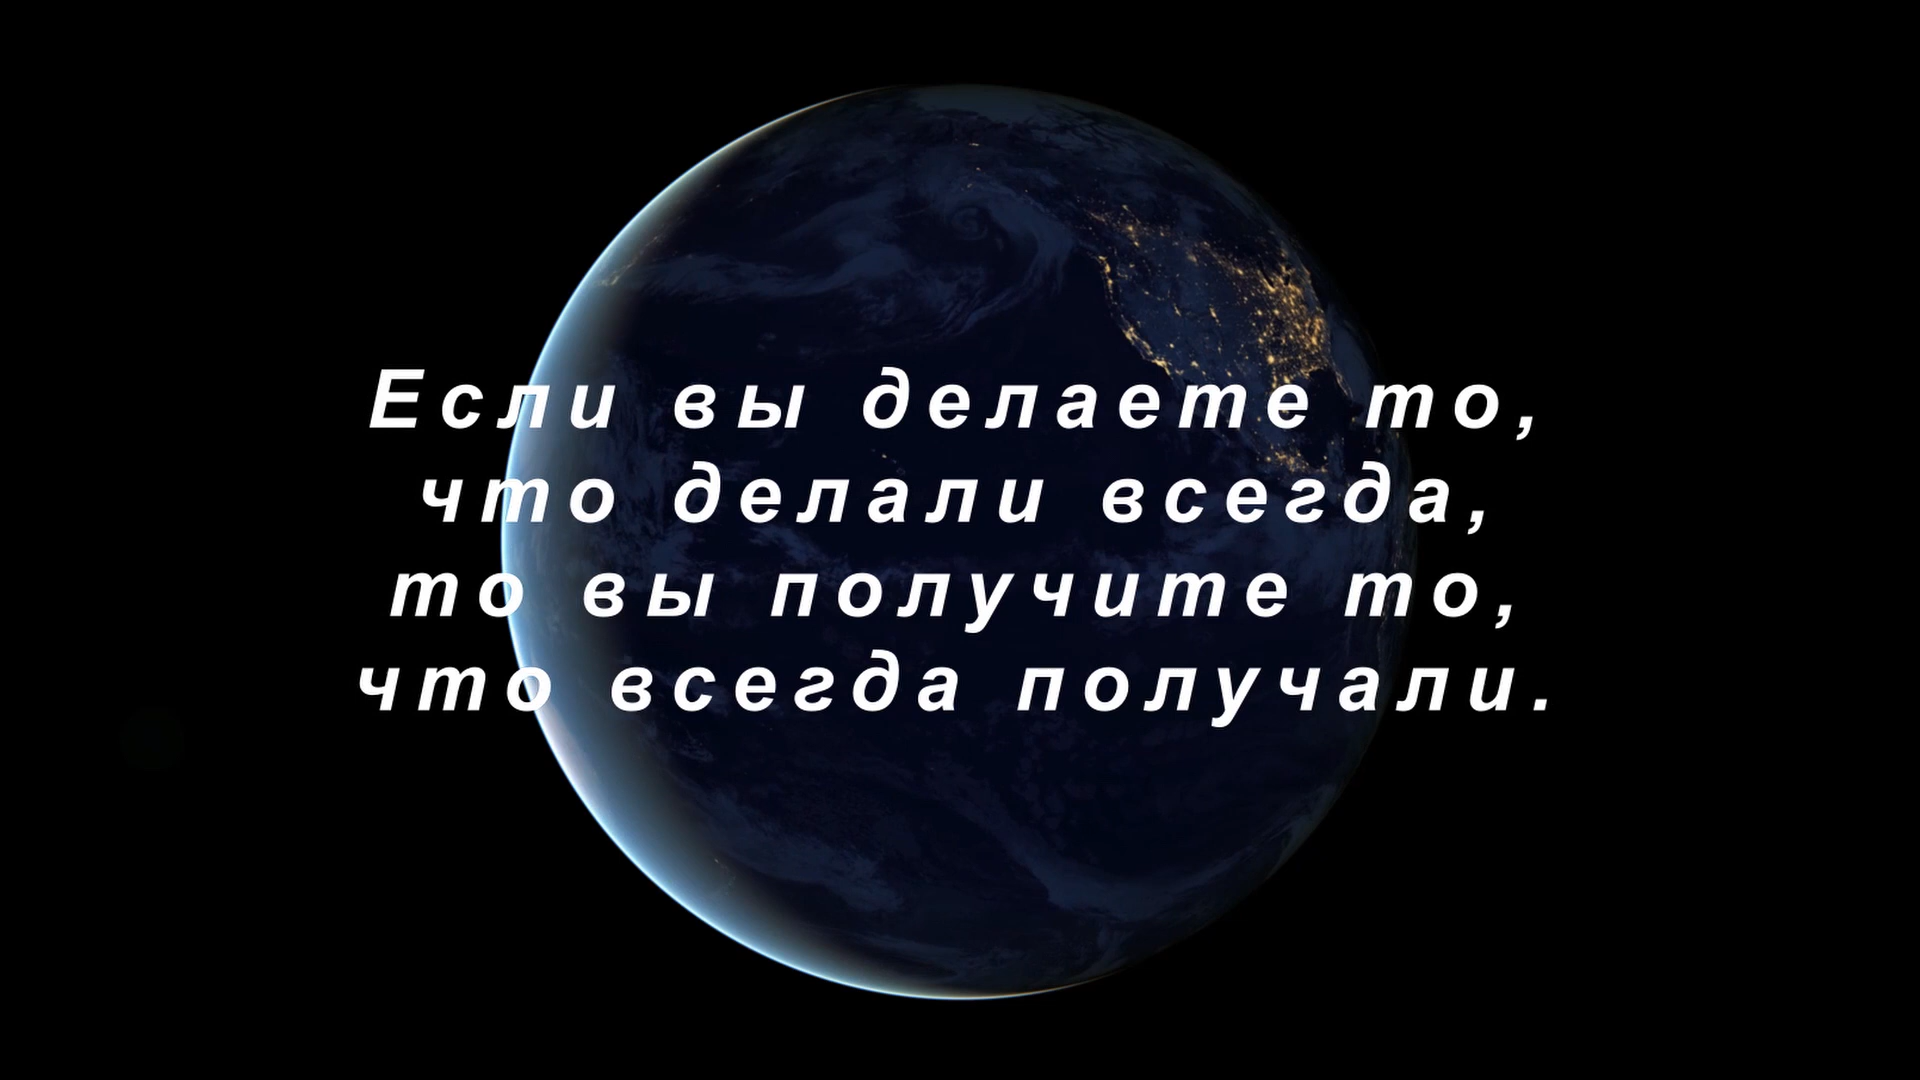 Если вы делаете то,
что делали всегда,
то вы получите то,
что всегда получали.